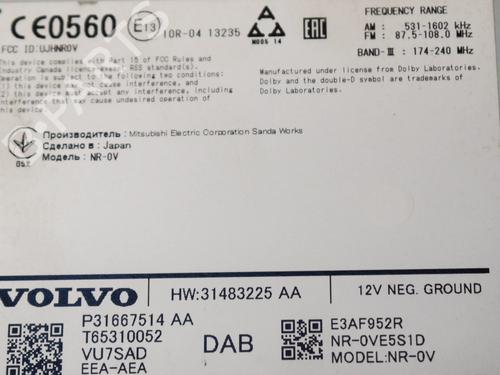 CE0560 E13 10R-04 13235
M005 14
EAC
FCC ID:UJHNR0V
This device complies with Part 15 of FCC Rules and
Industry Canada licence-exempt RSS standard(s).
Operation is subject to the following two conditions:
(1) this device may not cause interference, and
(2) this device must accept any interference, including
interference that may cause undesired operation of
this device.
FREQUENCY RANGE
AM : 531-1602 kHz
FM : 87.5-108.0 MHz
BAND-III : 174-240 MHz
Manufactured under license from Dolby Laboratories.
Dolby and the double-D symbol are trademarks of
Dolby Laboratories.
Производитель: Mitsubishi Electric Corporation Sanda Works
Сделано в: Japan
Модель: NR-0V
VOLVO
HW:31483225 AA
12V NEG. GROUND
P31667514 AA
T65310052
VU7SAD
EEA-AEA
DAB
E3AF952R
NR-0VE5S1D
MODEL:NR-0V